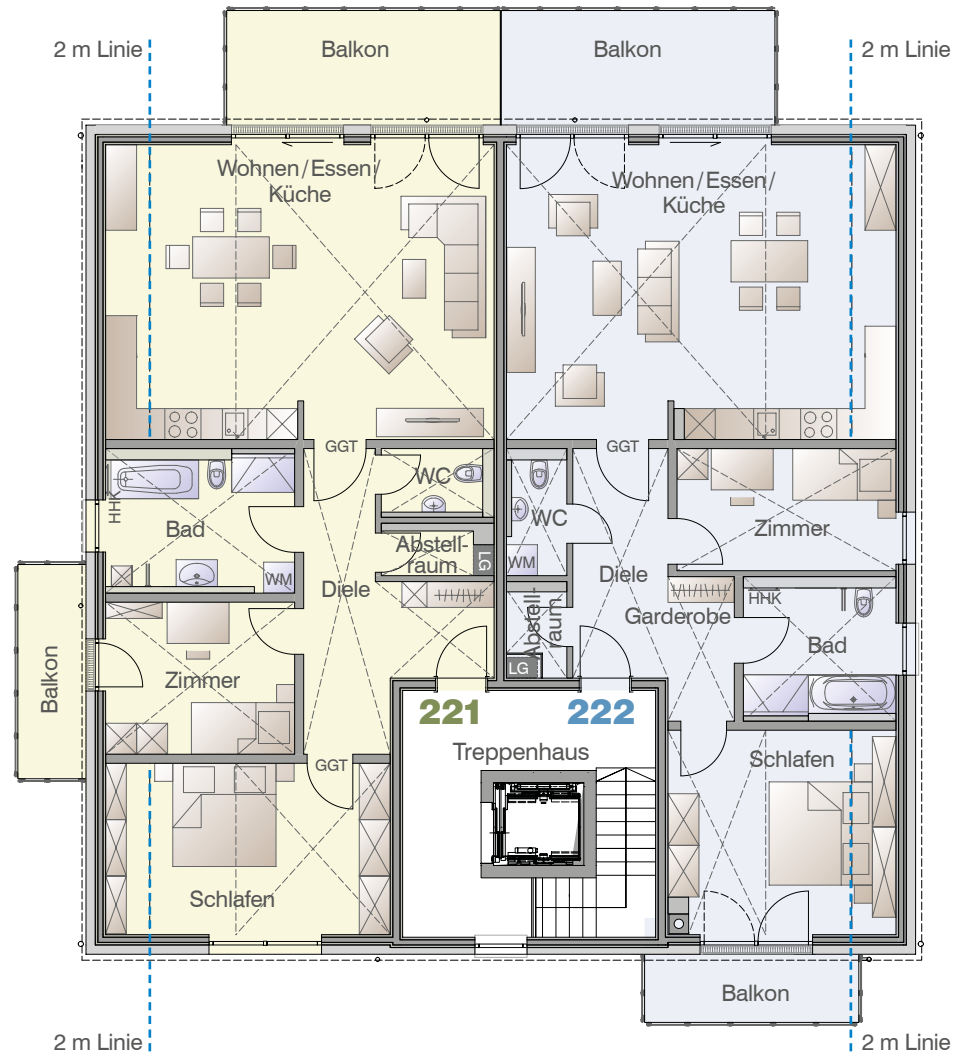 2 m Linie
Balkon
Balkon
2 m Linie
Wohnen/Essen/
Küche
Wohnen/Essen/
Küche
GGT
GGT
HHK
Bad
WC
WC
Zimmer
Abstell-
raum
LG
WM
WM
Diele
Diele
Abstell-
raum
LG
Garderobe
HHK
Bad
Balkon
Zimmer
221
222
Treppenhaus
GGT
Schlafen
Schlafen
Balkon
2 m Linie
2 m Linie